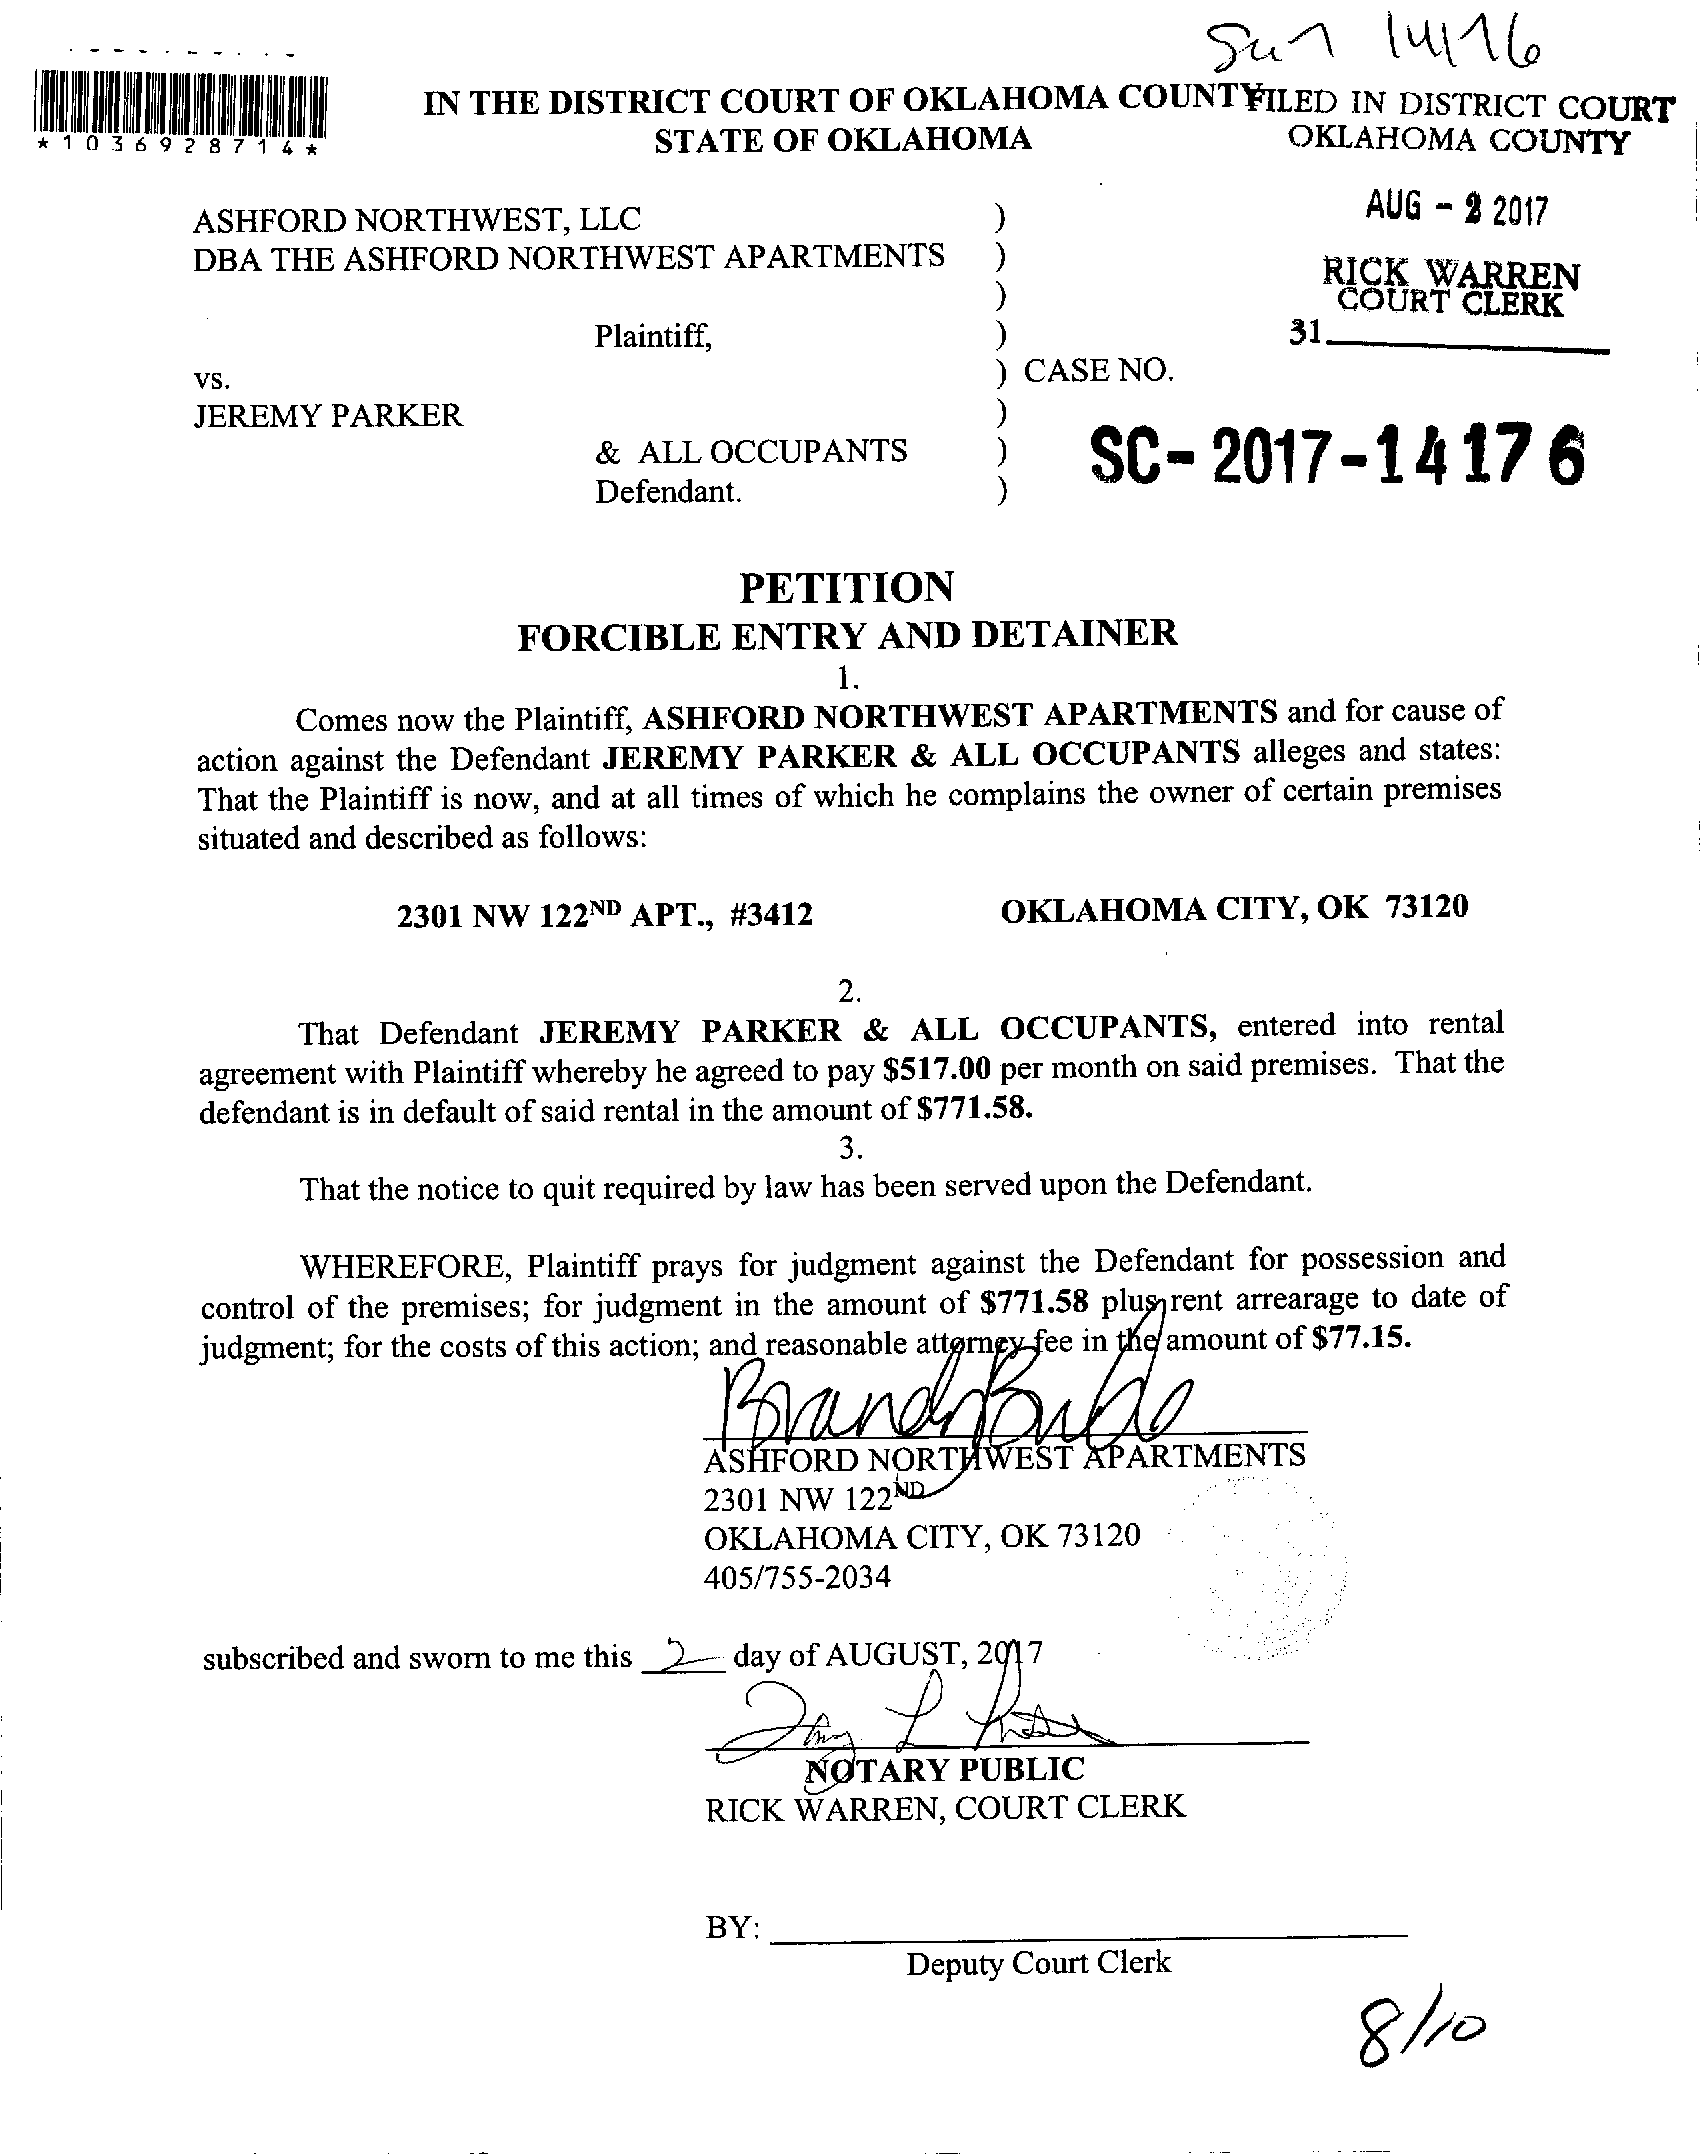 IN THE DISTRICT COURT OF OKLAHOMA COUNTY
STATE OF OKLAHOMA
*1036928714*
FILED IN DISTRICT COURT
OKLAHOMA COUNTY
AUG - 2 2017
RICK WARREN
COURT CLERK
31
ASHFORD NORTHWEST, LLC )
DBA THE ASHFORD NORTHWEST APARTMENTS )
)
Plaintiff, )
vs. ) CASE NO.
JEREMY PARKER )
& ALL OCCUPANTS )
Defendant. )
SC-2017-14176
PETITION
FORCIBLE ENTRY AND DETAINER
1.
Comes now the Plaintiff, ASHFORD NORTHWEST APARTMENTS and for cause of
action against the Defendant JEREMY PARKER & ALL OCCUPANTS alleges and states:
That the Plaintiff is now, and at all times of which he complains the owner of certain premises
situated and described as follows:
2301 NW 122ND APT., #3412 OKLAHOMA CITY, OK 73120
2.
That Defendant JEREMY PARKER & ALL OCCUPANTS, entered into rental
agreement with Plaintiff whereby he agreed to pay $517.00 per month on said premises. That the
defendant is in default of said rental in the amount of $771.58.
3.
That the notice to quit required by law has been served upon the Defendant.
WHEREFORE, Plaintiff prays for judgment against the Defendant for possession and
control of the premises; for judgment in the amount of $771.58 plus rent arrearage to date of
judgment; for the costs of this action; and reasonable attorney fee in the amount of $77.15.
ASHFORD NORTHWEST APARTMENTS
2301 NW 122ND
OKLAHOMA CITY, OK 73120
405/755-2034
subscribed and sworn to me this 2 day of AUGUST, 2017
NOTARY PUBLIC
RICK WARREN, COURT CLERK
BY:
Deputy Court Clerk
8/10